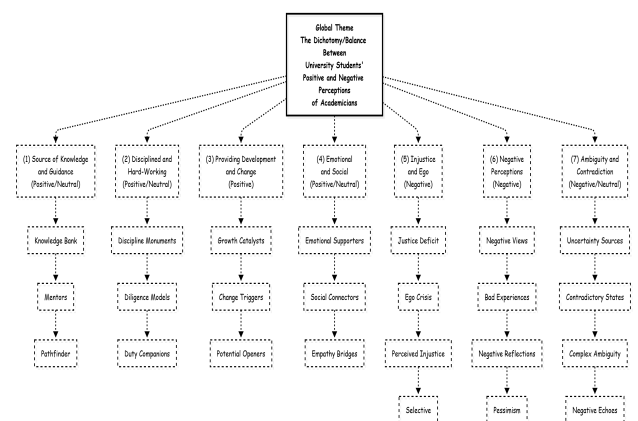 Global Theme
The Dichotomy/Balance
Between
University Students'
Positive and Negative
Perceptions
of Academicians
(1) Source of Knowledge
and Guidance
(Positive/Neutral)
(2) Disciplined and
Hard-Working
(Positive/Neutral)
(3) Providing Development
and Change
(Positive)
(4) Emotional
and Social
(Positive/Neutral)
(5) Injustice
and Ego
(Negative)
(6) Negative
Perceptions
(Negative)
(7) Ambiguity and
Contradiction
(Negative/Neutral)
Knowledge Bank
Discipline Monuments
Growth Catalysts
Emotional Supporters
Justice Deficit
Negative Views
Uncertainty Sources
Mentors
Diligence Models
Change Triggers
Social Connectors
Ego Crisis
Bad Experiences
Contradictory States
Pathfinder
Duty Companions
Potential Openers
Empathy Bridges
Perceived Injustice
Negative Reflections
Complex Ambiguity
Selective
Pessimism
Negative Echoes